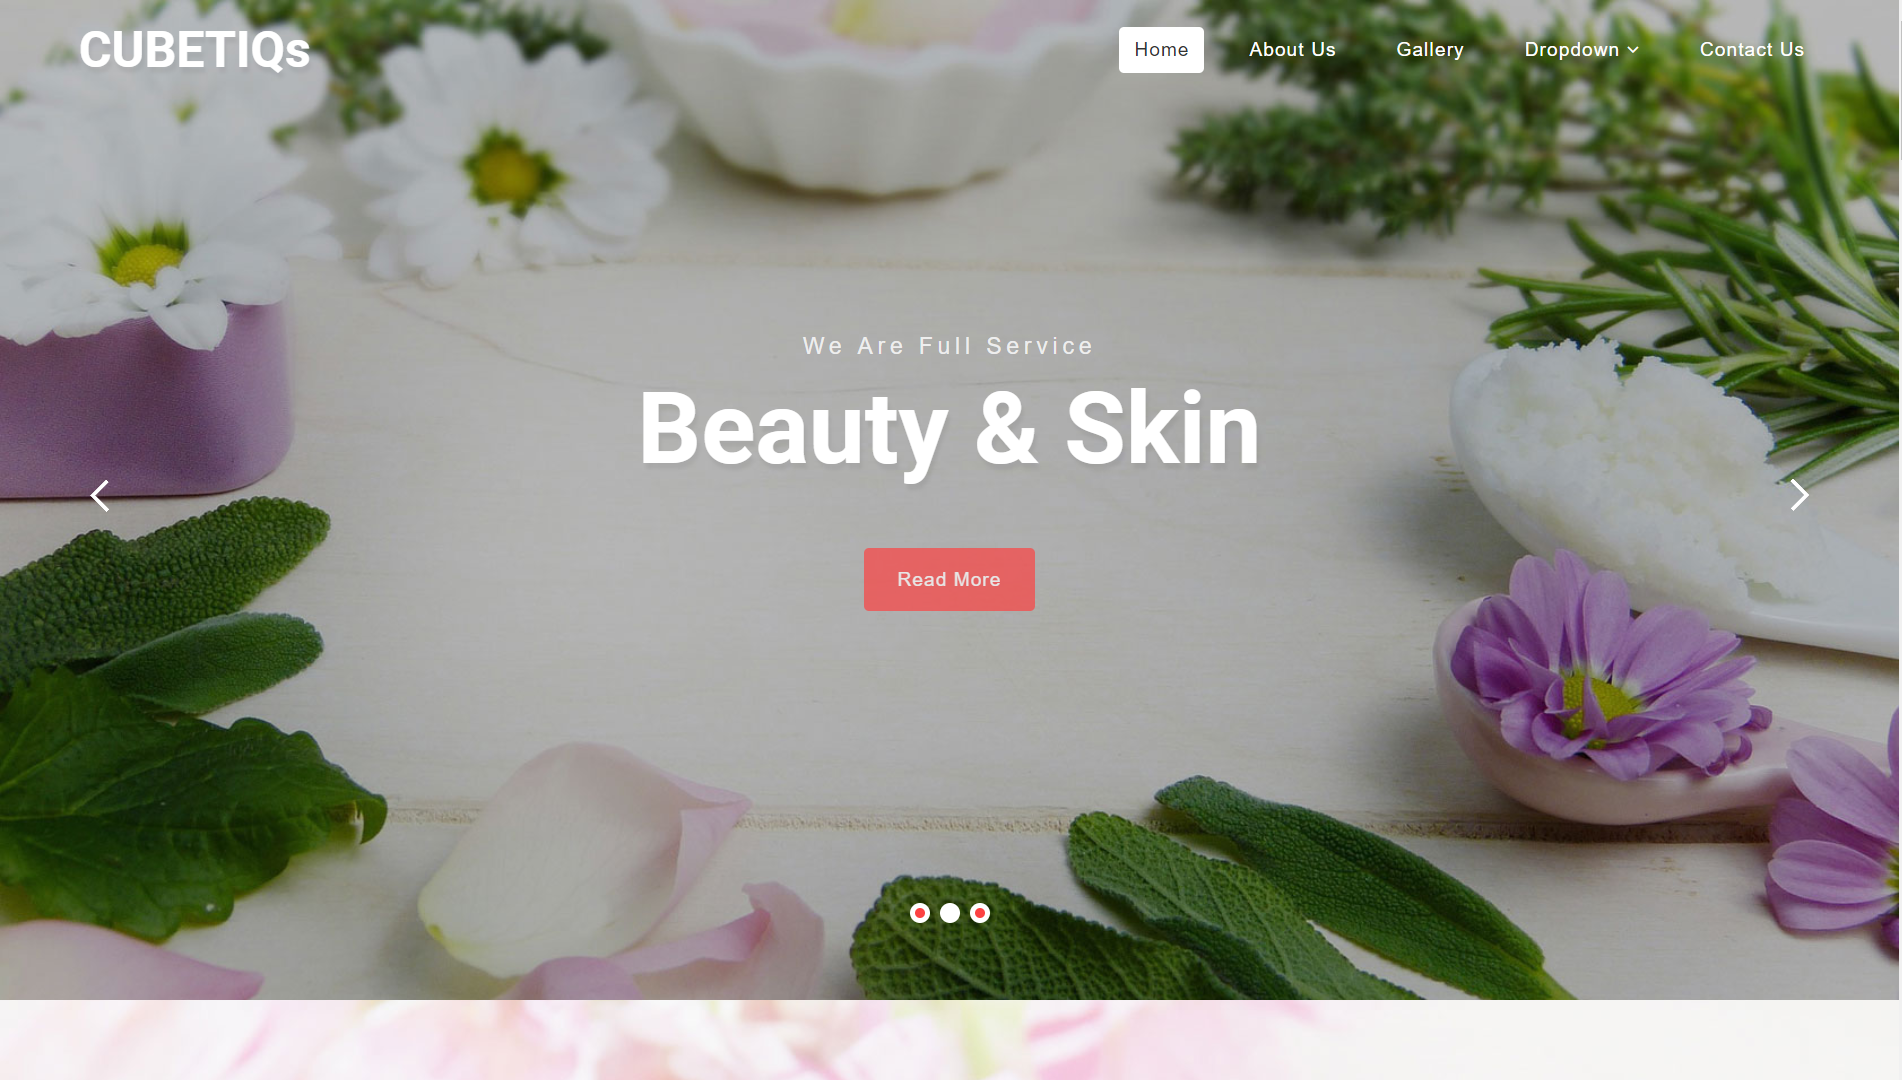 CUBETIQs
Home
About Us
Gallery
Dropdown
Contact Us
We Are Full Service
Beauty & Skin
Read More